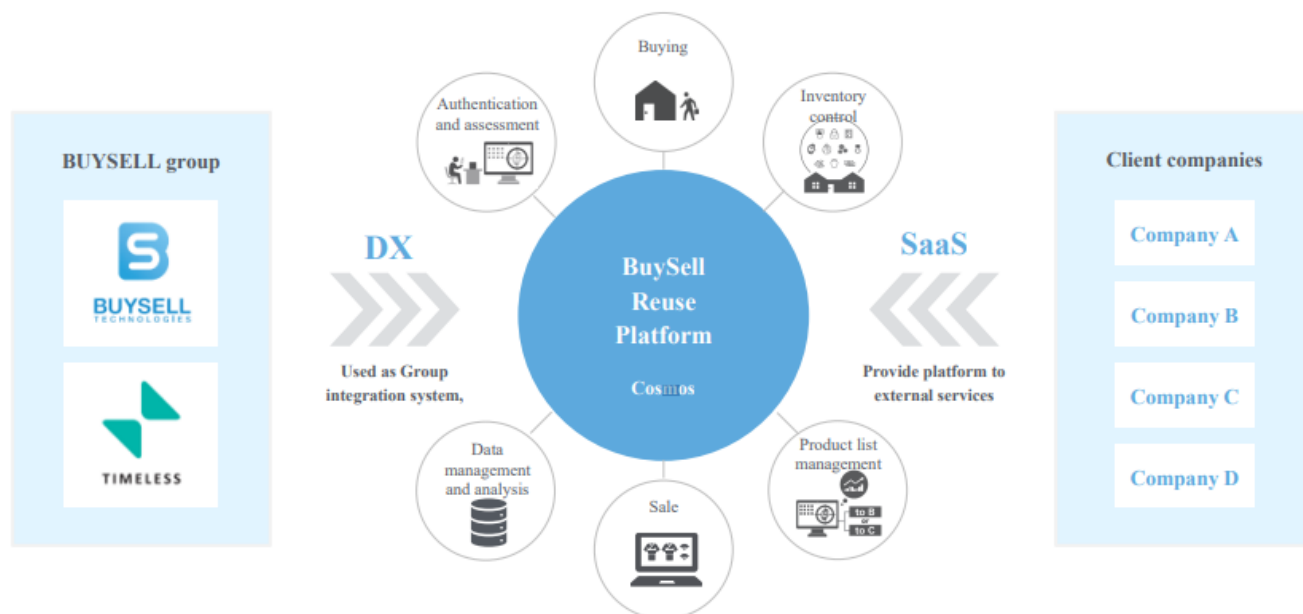 BUYSELL group
BUYSELL
TECHNOLOGIES
TIMELESS
DX
Used as Group
integration system,
Authentication
and assessment
Buying
Inventory
control
BuySell
Reuse
Platform
Cosmos
Data
management
and analysis
Sale
Product list
management
to B
or
to C
SaaS
Provide platform to
external services
Client companies
Company A
Company B
Company C
Company D